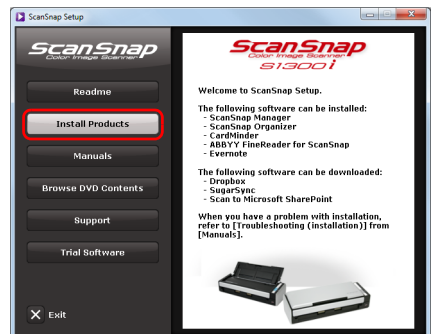 ScanSnap Setup
ScanSnap
Color Image Scanner
Readme
Install Products
Manuals
Browse DVD Contents
Support
Trial Software
Exit
ScanSnap
Color Image Scanner
S1300i
Welcome to ScanSnap Setup.
The following software can be installed:
- ScanSnap Manager
- ScanSnap Organizer
- CardMinder
- ABBYY FineReader for ScanSnap
- Evernote
The following software can be downloaded:
- Dropbox
- SugarSync
- Scan to Microsoft SharePoint
When you have a problem with installation,
refer to [Troubleshooting (installation)] from
[Manuals].